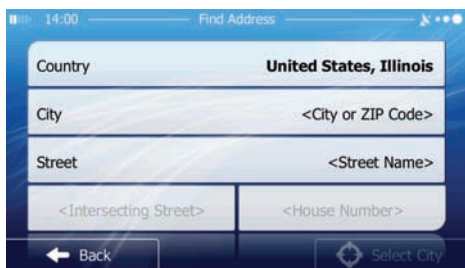 14:00 Find Address
Country United States, Illinois
City <City or ZIP Code>
Street <Street Name>
<Intersecting Street> <House Number>
Back Select City